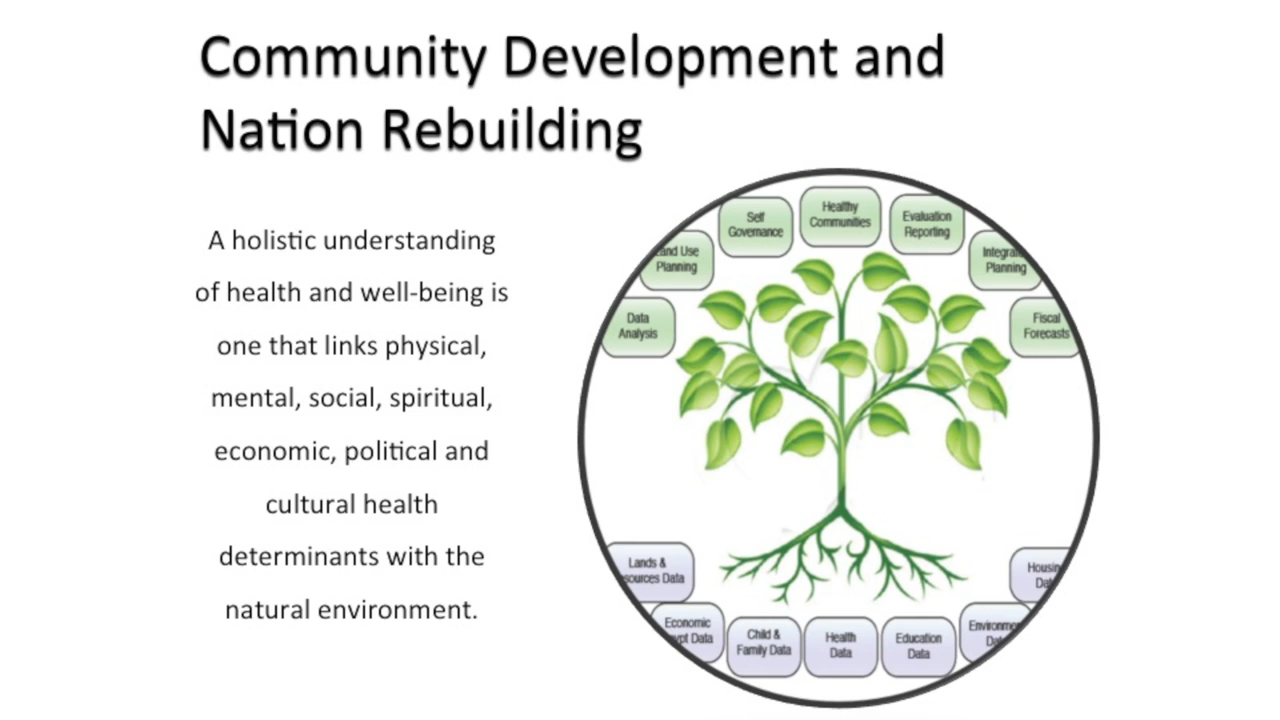 Community Development and
Nation Rebuilding
A holistic understanding
of health and well-being is
one that links physical,
mental, social, spiritual,
economic, political and
cultural health
determinants with the
natural environment.
Healthy
Communities
Self
Governance
Evaluation
Reporting
Use
Planning
Planning
Data
Analysis
Fiscal
Forecasts
Lands &
Data
Economic
Data
Child &
Family Data
Health
Data
Education
Data